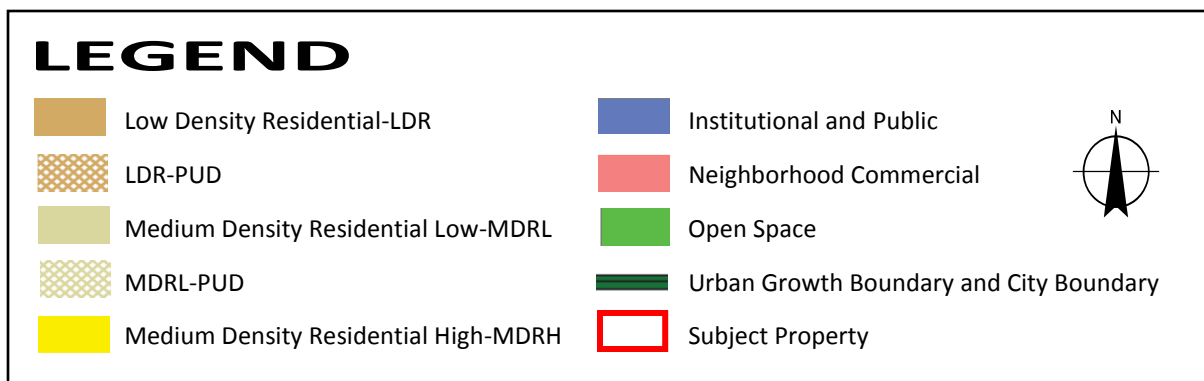 LEGEND
Low Density Residential-LDR
LDR-PUD
Medium Density Residential Low-MDRL
MDRL-PUD
Medium Density Residential High-MDRH
Institutional and Public
Neighborhood Commercial
Open Space
Urban Growth Boundary and City Boundary
Subject Property
N